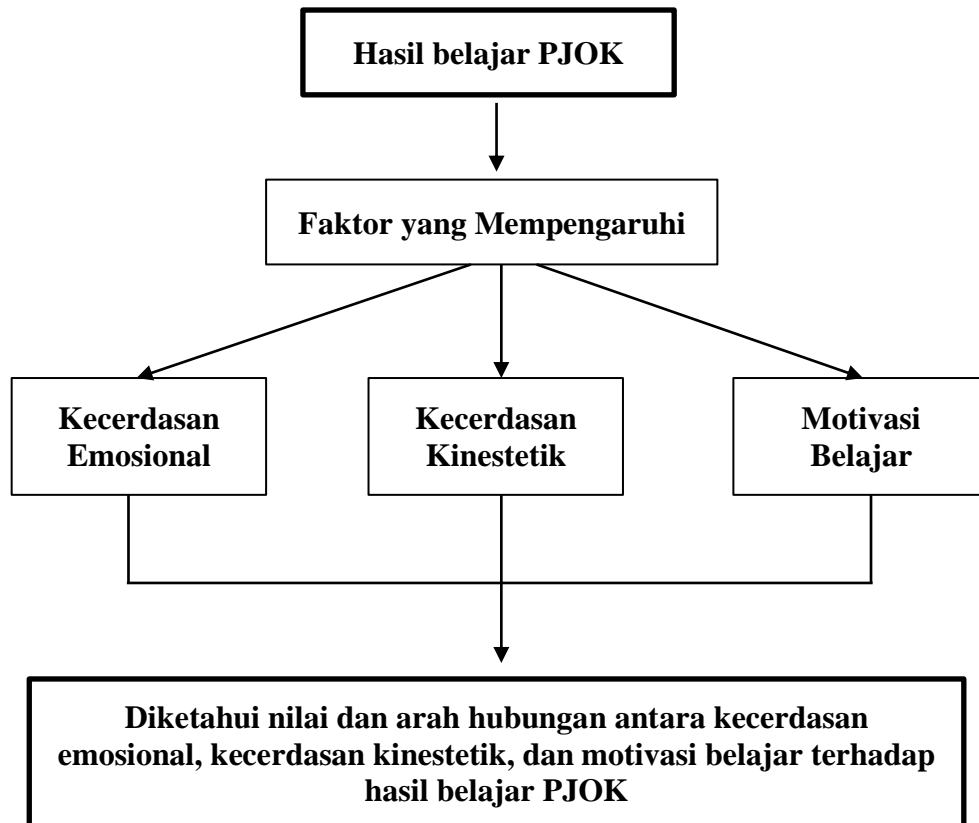 Hasil belajar PJOK
Faktor yang Mempengaruhi
Kecerdasan
Emosional
Kecerdasan
Kinestetik
Motivasi
Belajar
Diketahui nilai dan arah hubungan antara kecerdasan
emosional, kecerdasan kinestetik, dan motivasi belajar terhadap
hasil belajar PJOK